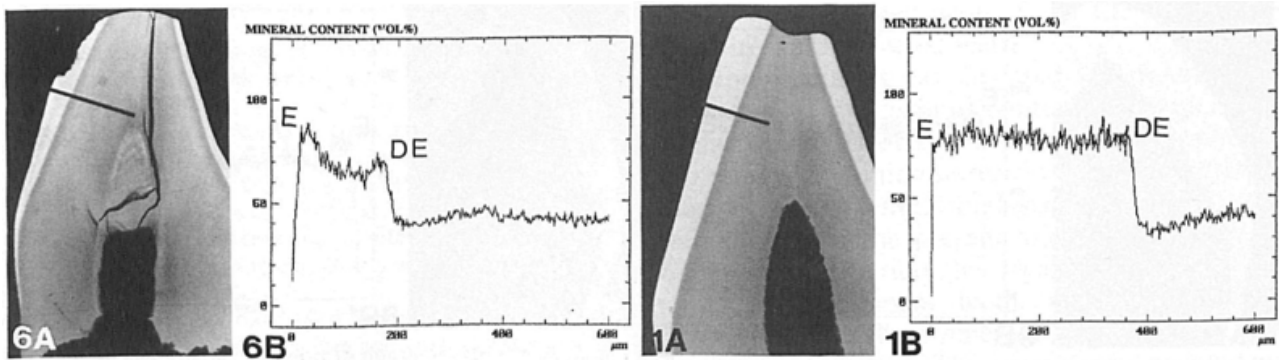 6A
MINERAL CONTENT (VOL%)
100
E
DE
50
0
0 200 400 600
µm
6B
1A
MINERAL CONTENT (VOL%)
100
E
DE
50
0
0 200 400 600
µm
1B